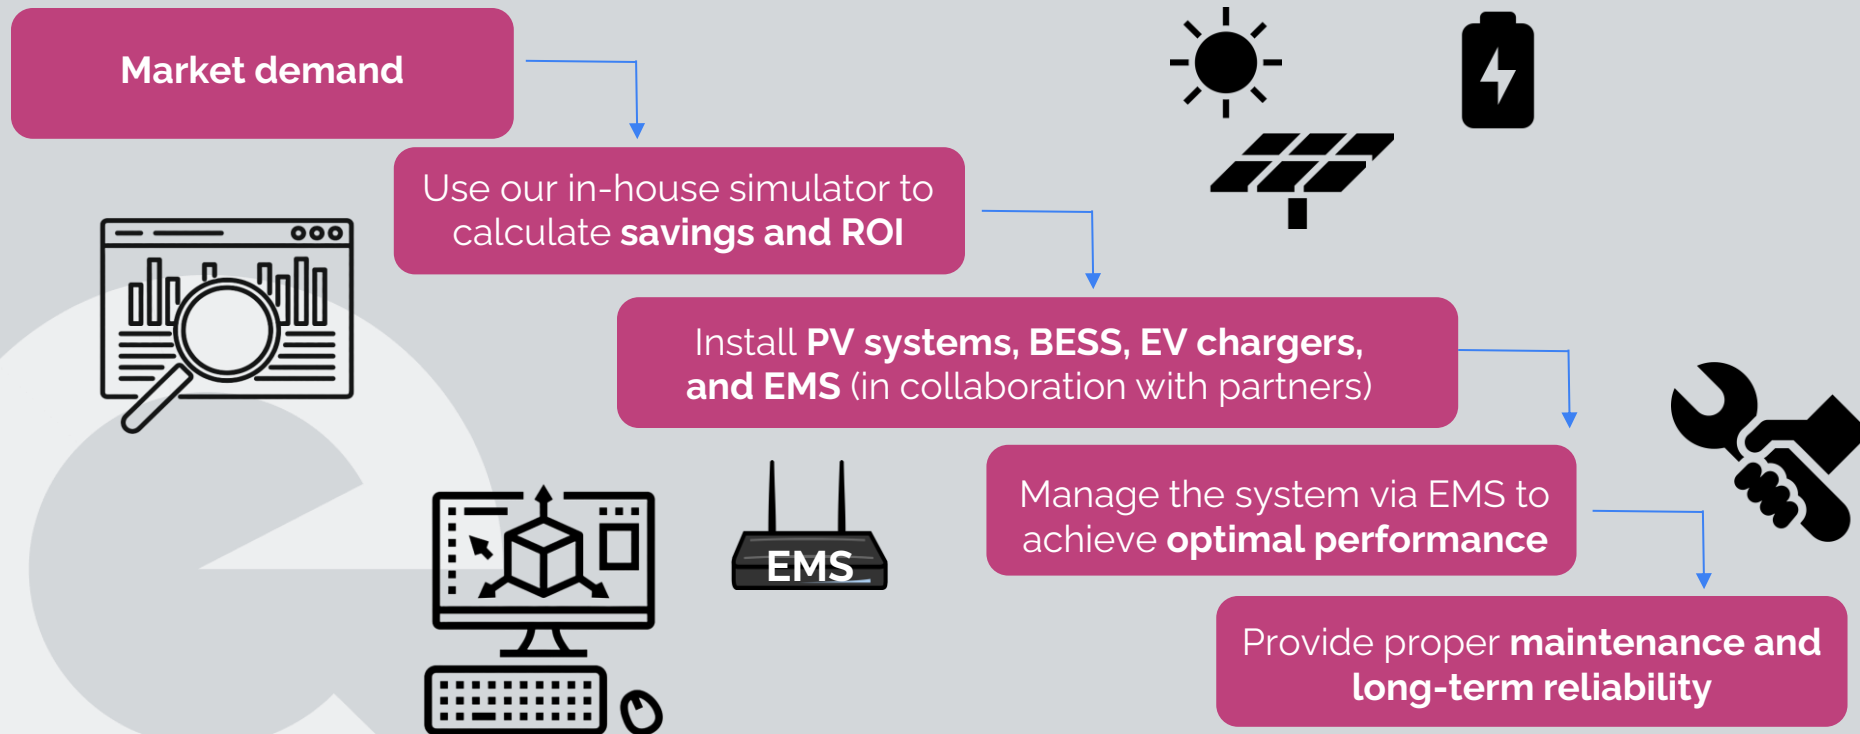 Market demand
Use our in-house simulator to
calculate savings and ROI
Install PV systems, BESS, EV chargers,
and EMS (in collaboration with partners)
Manage the system via EMS to
achieve optimal performance
EMS
Provide proper maintenance and
long-term reliability